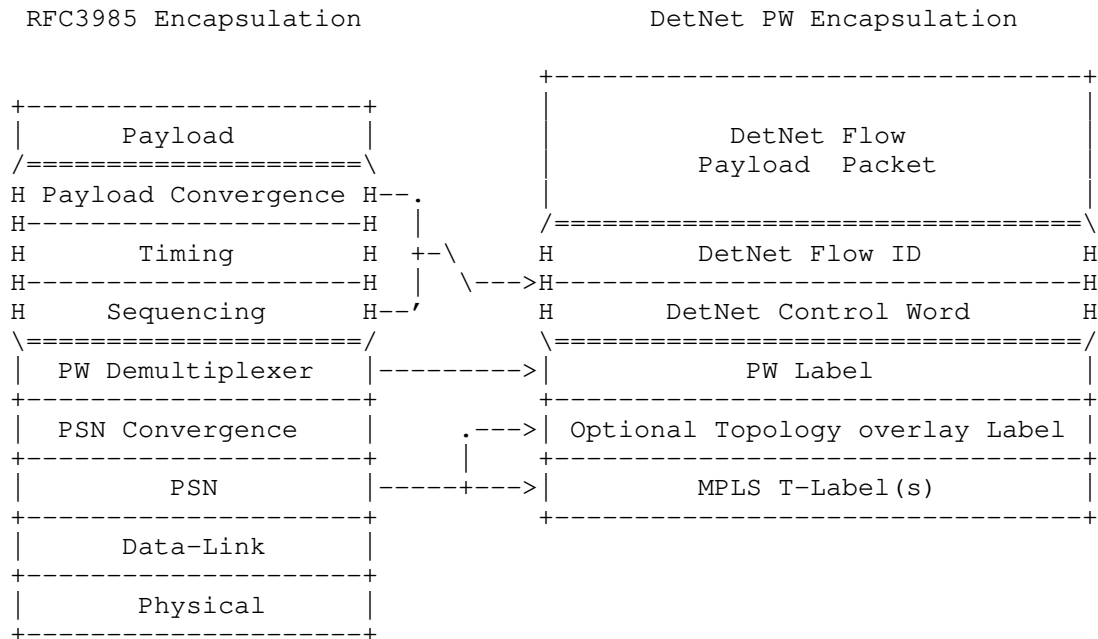 RFC3985 Encapsulation DetNet PW Encapsulation
Payload
DetNet Flow
Payload Packet
Payload Convergence
Timing
DetNet Flow ID
Sequencing
DetNet Control Word
PW Demultiplexer PW Label
PSN Convergence Optional Topology overlay Label
PSN MPLS T-Label(s)
Data-Link
Physical